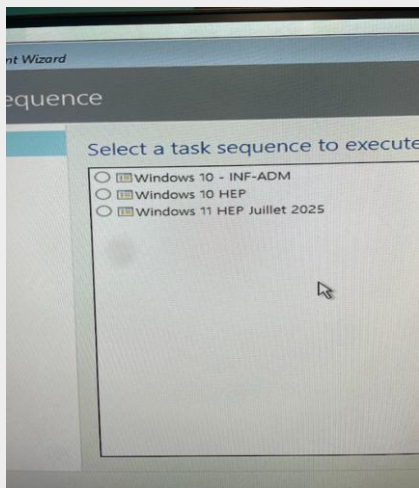 nt Wizard
equence
Select a task sequence to execute
Windows 10 - INF-ADM
Windows 10 HEP
Windows 11 HEP Juillet 2025